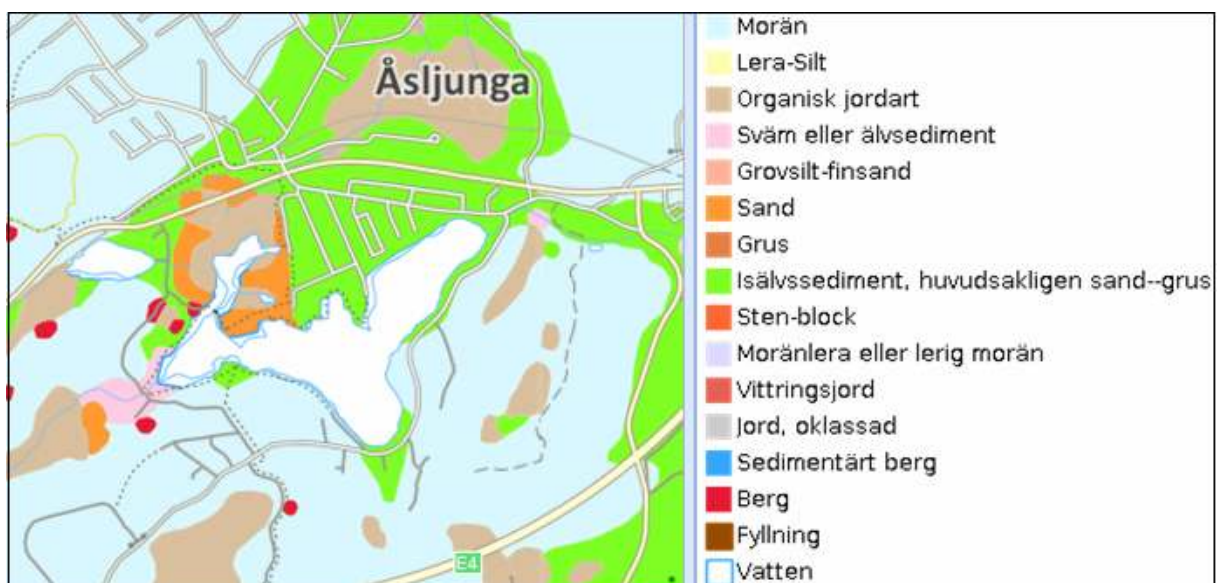 Åsljunga
E4
Morän
Lera-Silt
Organisk jordart
Sväm eller älvsediment
Grovsilt-finsand
Sand
Grus
Isälvssediment, huvudsakligen sand--grus
Sten-block
Moränlera eller lerig morän
Vittringsjord
Jord, oklassad
Sedimentärt berg
Berg
Fyllning
Vatten